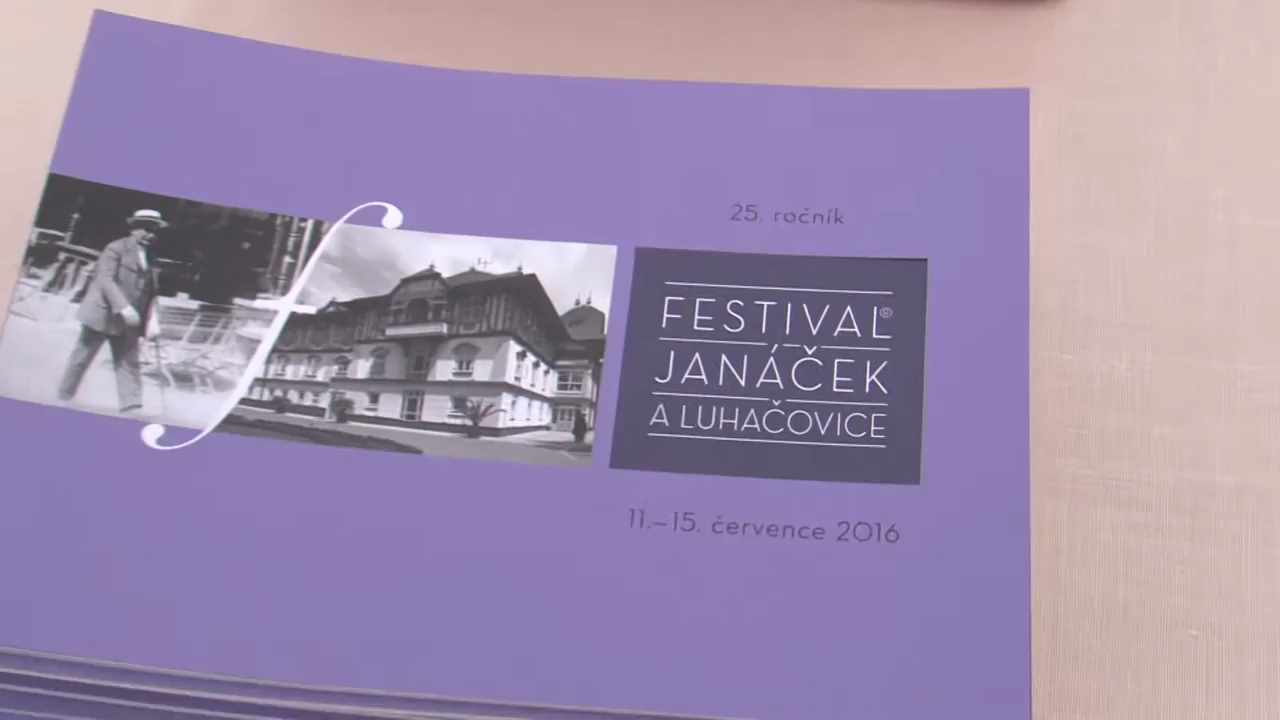 25. ročník
FESTIVAL®
JANÁČEK
A LUHAČOVICE
11.–15. července 2016